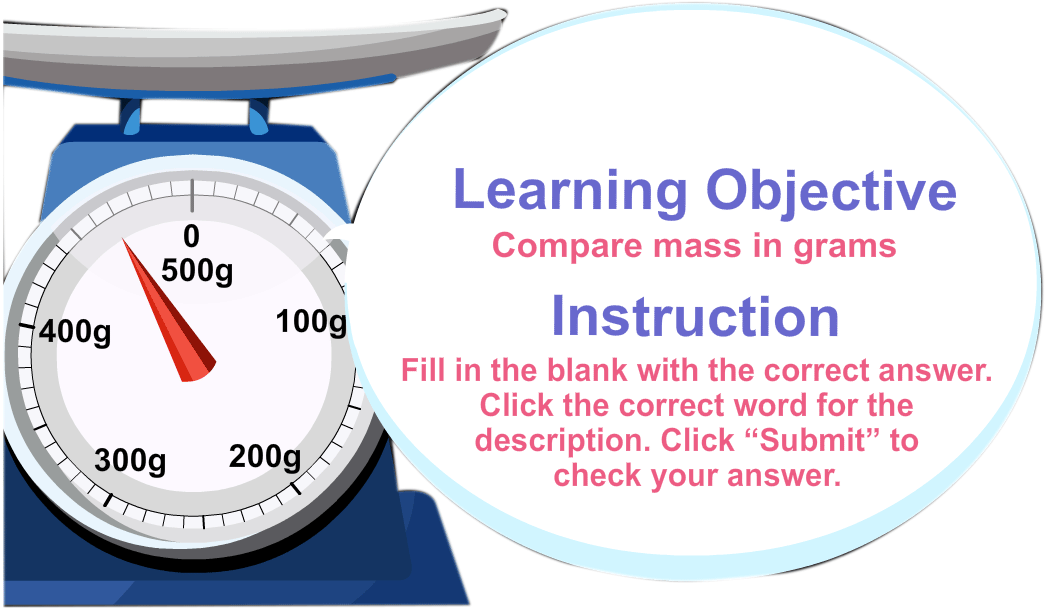 0
500g
100g
200g
300g
400g
Learning Objective
Compare mass in grams
Instruction
Fill in the blank with the correct answer.
Click the correct word for the
description. Click “Submit” to
check your answer.